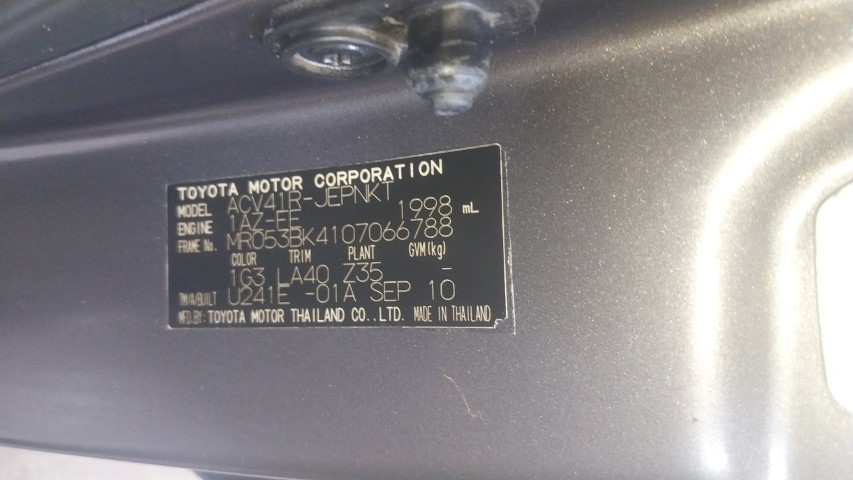 TOYOTA MOTOR CORPORATION
MODEL ACV41R-JEPNKT
ENGINE 1AZ-FE 1998 mL
FRAME No. MR053BK4107066788
COLOR TRIM PLANT GVM(kg)
1G3 LA40 Z35 -
TM/A/BUILT U241E -01A SEP 10
MFD.BY:TOYOTA MOTOR THAILAND CO.,LTD. MADE IN THAILAND